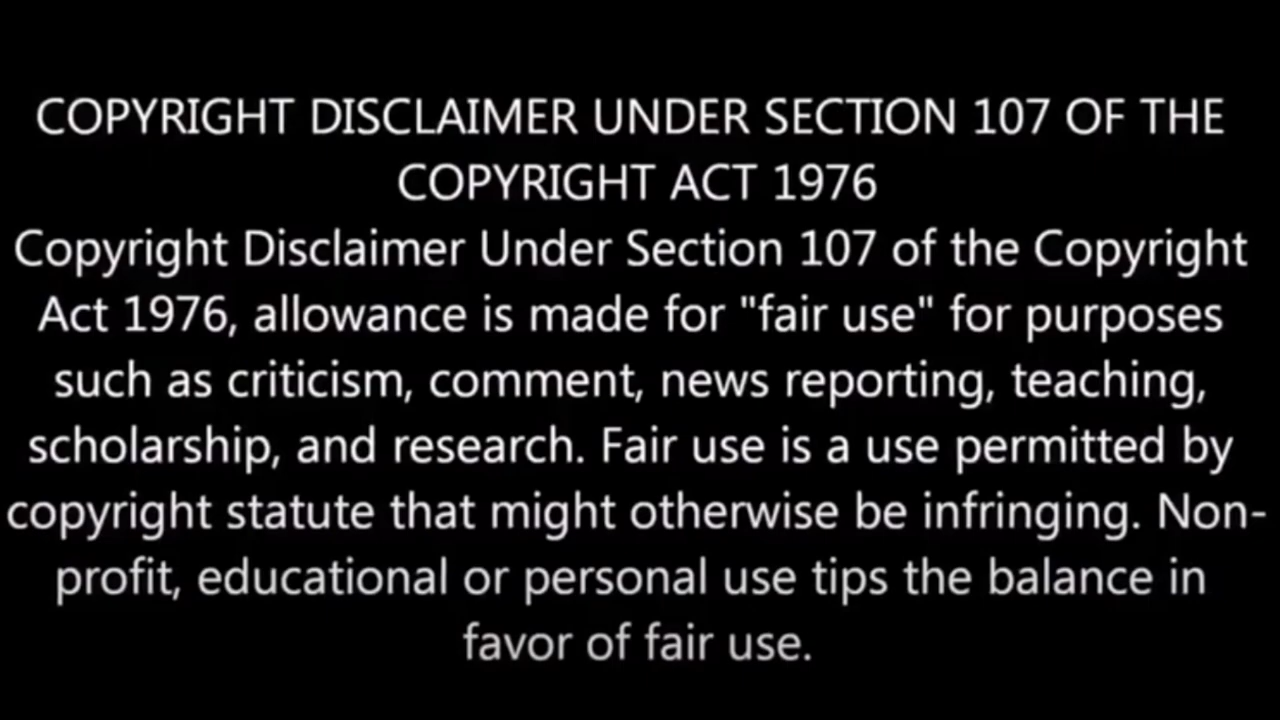 COPYRIGHT DISCLAIMER UNDER SECTION 107 OF THE
COPYRIGHT ACT 1976
Copyright Disclaimer Under Section 107 of the Copyright
Act 1976, allowance is made for "fair use" for purposes
such as criticism, comment, news reporting, teaching,
scholarship, and research. Fair use is a use permitted by
copyright statute that might otherwise be infringing. Non-
profit, educational or personal use tips the balance in
favor of fair use.